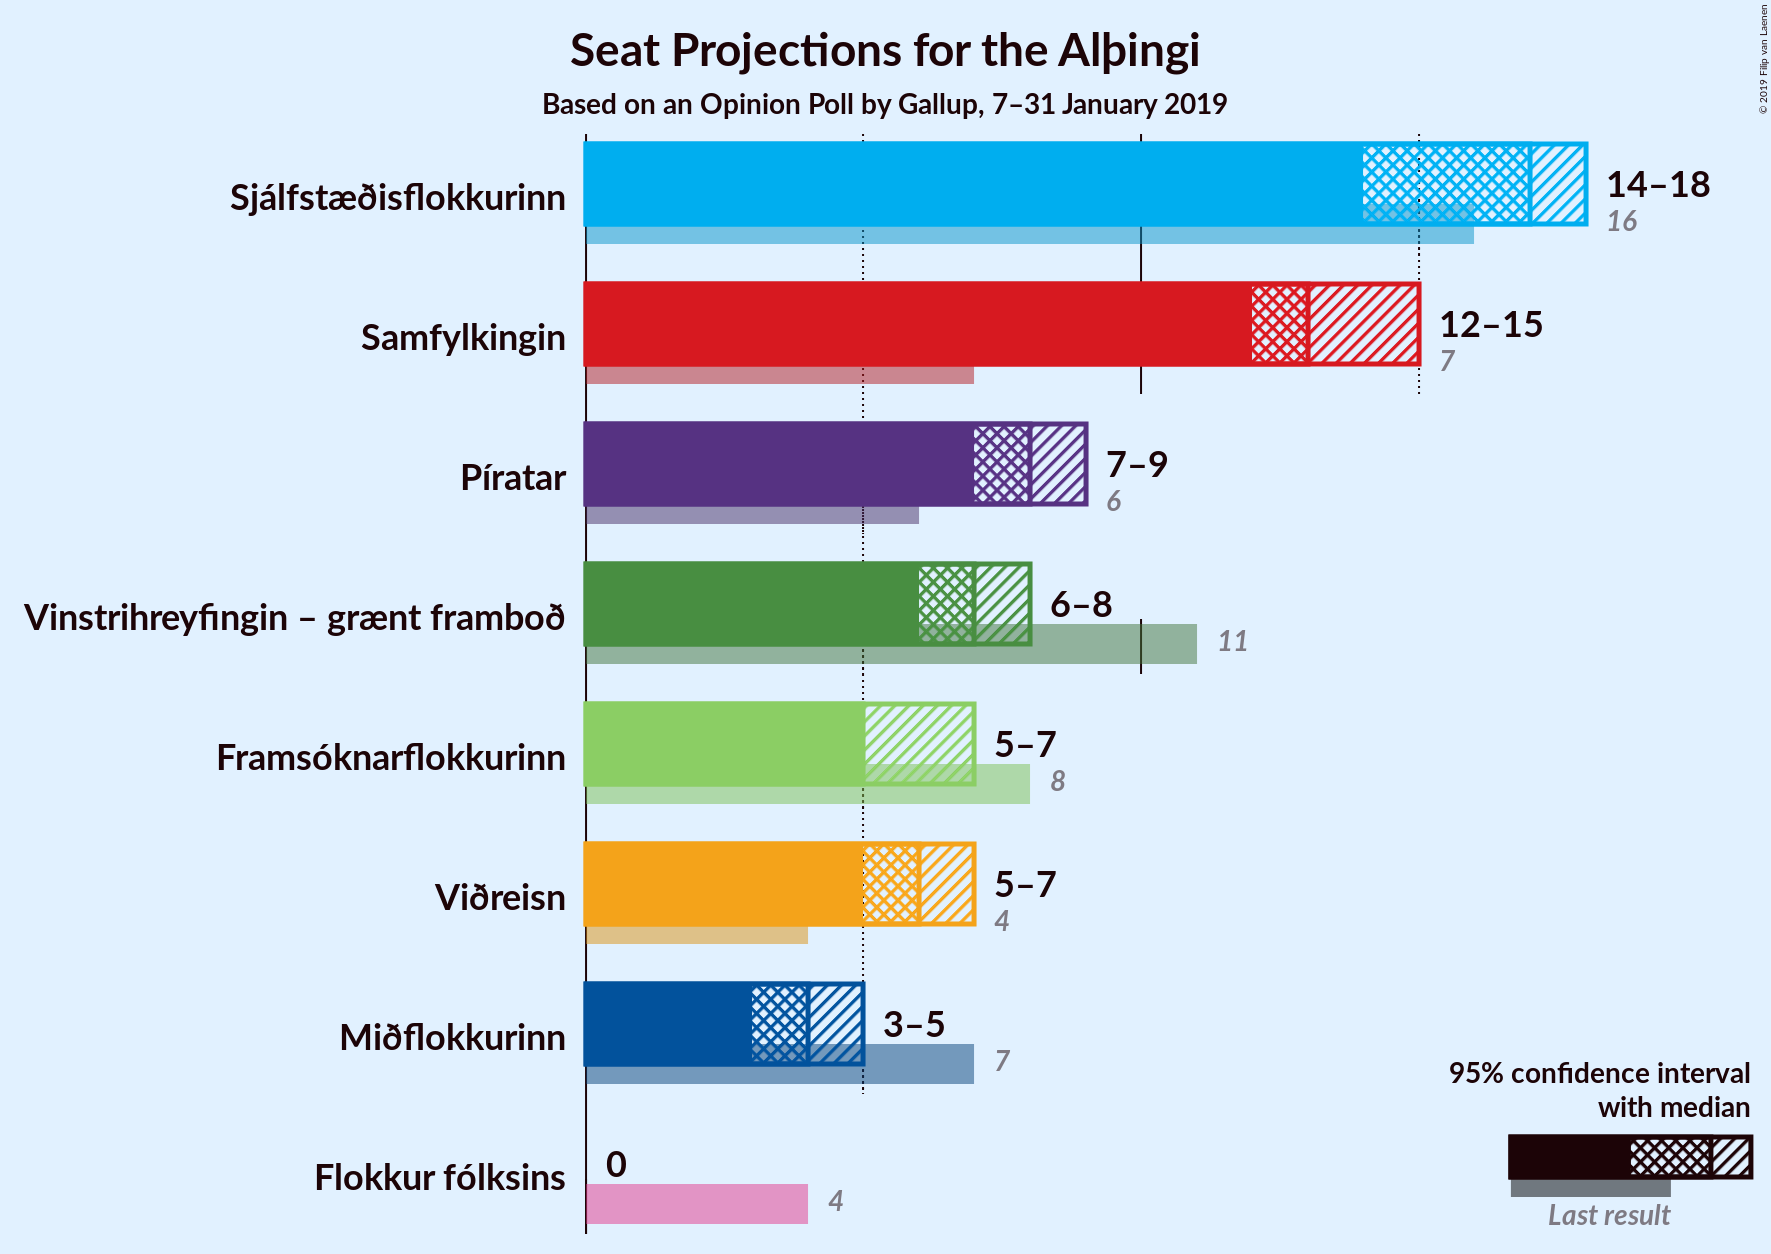 Seat Projections for the Alþingi
Based on an Opinion Poll by Gallup, 7–31 January 2019
© 2019 Filip van Laenen
Sjálfstæðisflokkurinn
14–18
16
Samfylkingin
12–15
7
Píratar
7–9
6
Vinstrihreyfingin – grænt framboð
6–8
11
Framsóknarflokkurinn
5–7
8
Viðreisn
5–7
4
Miðflokkurinn
3–5
7
Flokkur fólksins
0
4
95% confidence interval
with median
Last result